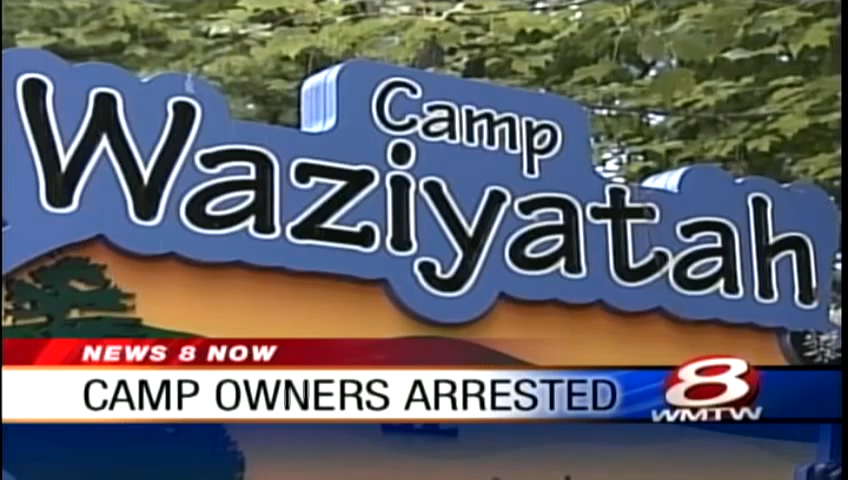 Camp
Waziyatah
NEWS 8 NOW
CAMP OWNERS ARRESTED
8
WMTW